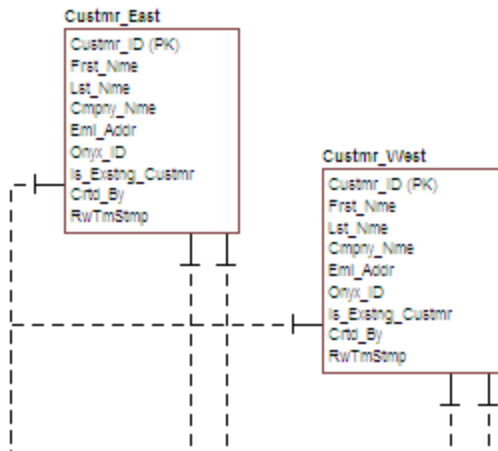 Custmr_East
Custmr_ID (PK)
Frst_Nme
Lst_Nme
Cmpny_Nme
Eml_Addr
Onyx_ID
Is_Exstng_Custmr
Crtd_By
RwTmStmp
Custmr_West
Custmr_ID (PK)
Frst_Nme
Lst_Nme
Cmpny_Nme
Eml_Addr
Onyx_ID
Is_Exstng_Custmr
Crtd_By
RwTmStmp